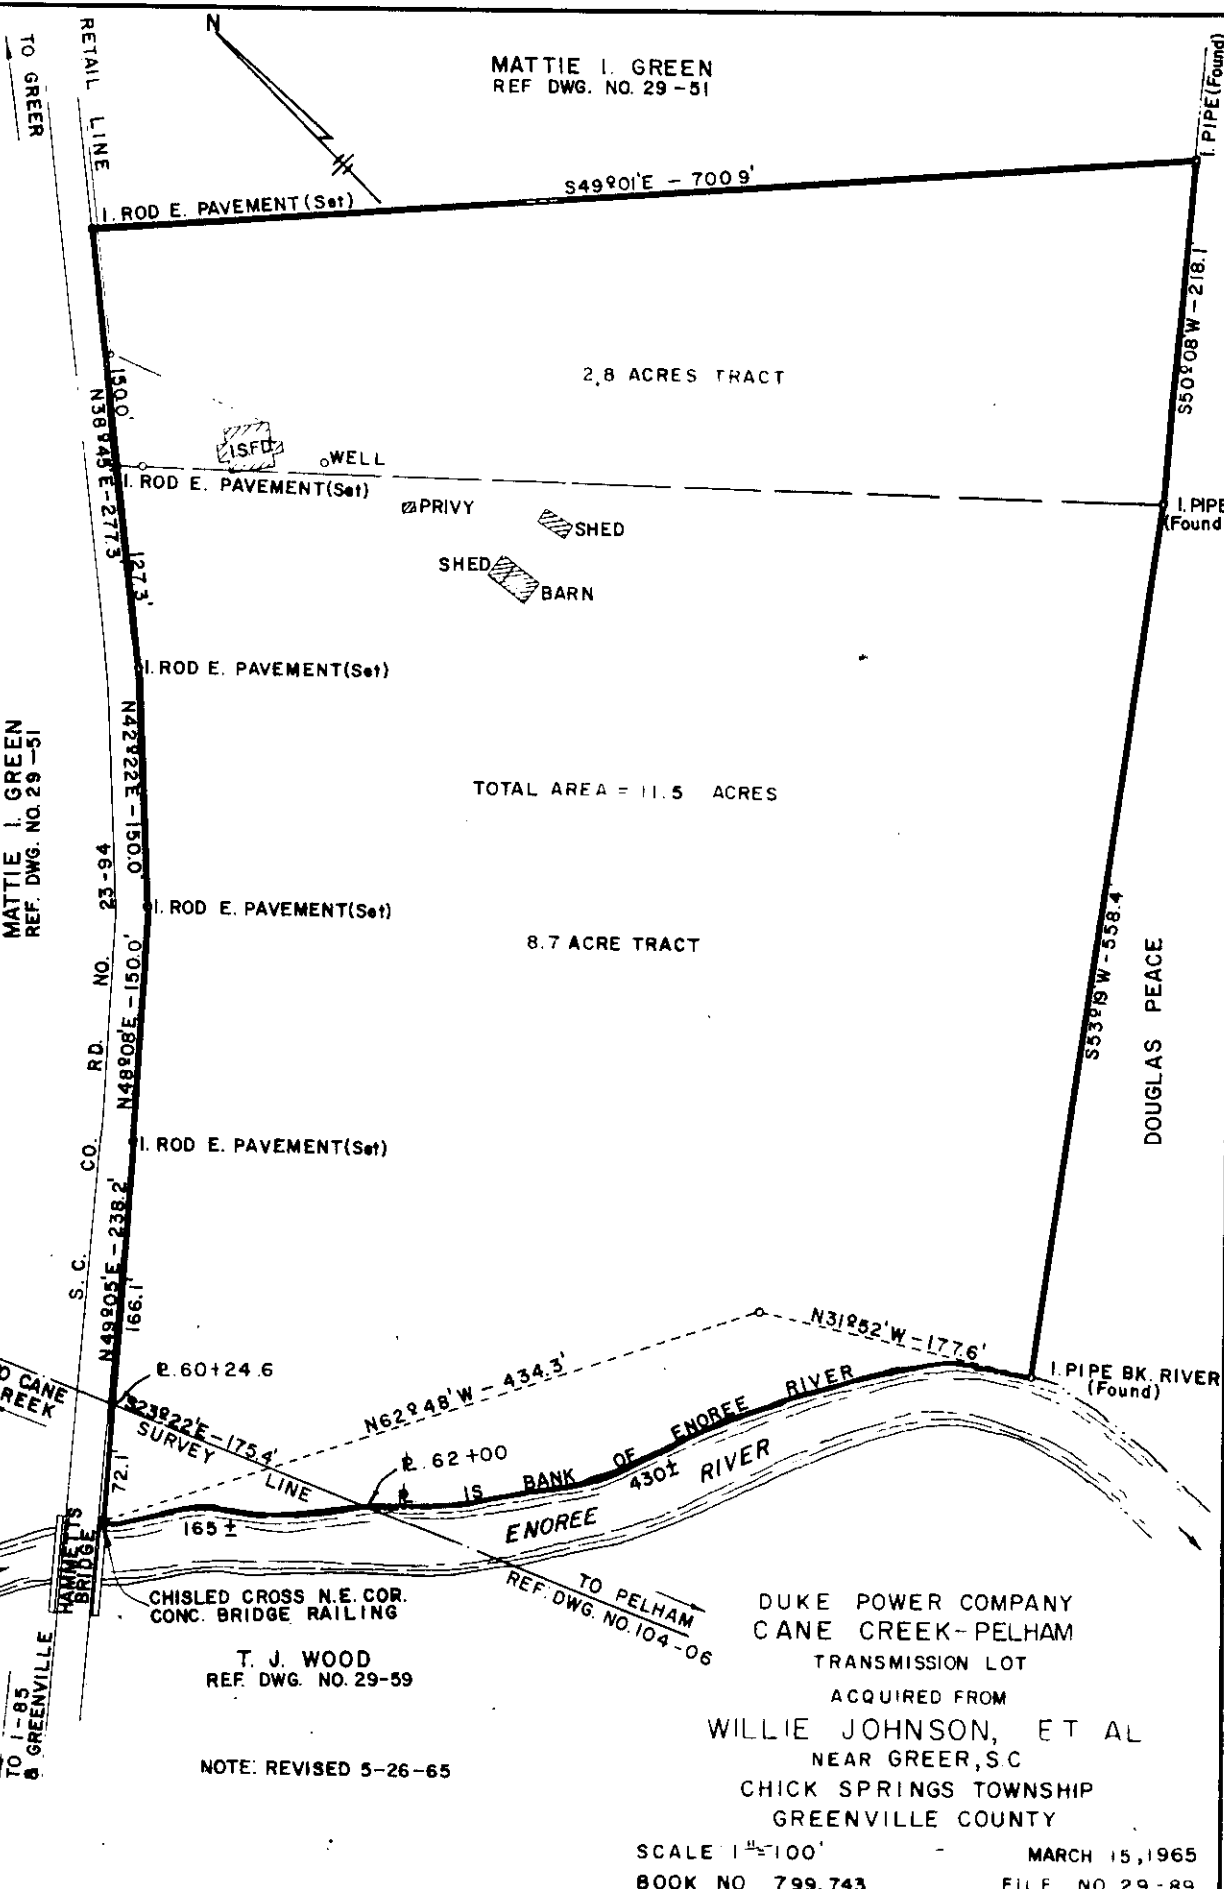 N
TO GREER
RETAIL LINE
MATTIE I. GREEN
REF DWG. NO. 29-51
I. PIPE (Found)
S49°01'E - 700.9'
I. ROD E. PAVEMENT (Set)
S50°08'W - 218.1'
2.8 ACRES TRACT
150.0'
N38°45'E - 277.3'
1SFD
WELL
I. ROD E. PAVEMENT (Set)
PRIVY
SHED
I. PIPE
(Found
SHED
BARN
127.3'
I. ROD E. PAVEMENT (Set)
N42°22'E - 150.0'
MATTIE I. GREEN
REF. DWG. NO. 29-51
TOTAL AREA = 11.5 ACRES
I. ROD E. PAVEMENT (Set)
8.7 ACRE TRACT
S53°19'W - 558.4'
DOUGLAS PEACE
S. C. CO. RD. NO. 23-94
N48°08'E - 150.0'
I. ROD E. PAVEMENT (Set)
N49°05'E - 238.2'
166.1'
N31°52'W - 177.6'
I. PIPE BK. RIVER
(Found)
O CANE
REEK
℄ 60+24.6
S23°22'E - 175.4'
SURVEY LINE
N62°48'W - 434.3'
72.1'
℄ 62+00
℄ IS BANK OF ENOREE RIVER
430±
165±
ENOREE RIVER
HAMMETTS
BRIDGE
CHISLED CROSS N.E. COR.
CONC. BRIDGE RAILING
TO PELHAM
REF. DWG. NO. 104-06
T. J. WOOD
REF. DWG. NO. 29-59
TO I-85
& GREENVILLE
NOTE: REVISED 5-26-65
DUKE POWER COMPANY
CANE CREEK-PELHAM
TRANSMISSION LOT
ACQUIRED FROM
WILLIE JOHNSON, ET AL
NEAR GREER, S.C
CHICK SPRINGS TOWNSHIP
GREENVILLE COUNTY
SCALE 1"=100' - MARCH 15, 1965
BOOK NO 799,743 FILE NO 29-89